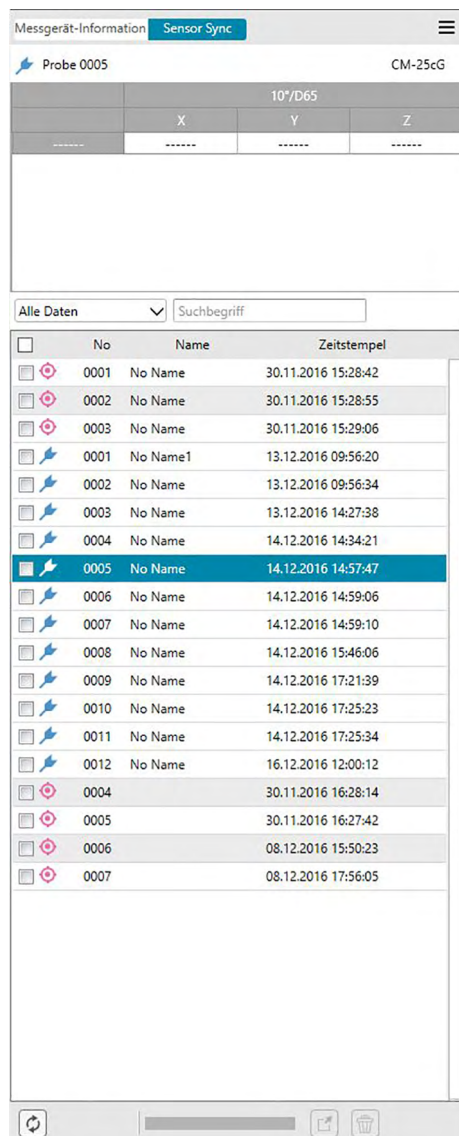 Messgerät-Information Sensor Sync
Probe 0005 CM-25cG
10°/D65
X Y Z
------ ------ ------ ------
Alle Daten Suchbegriff
No Name Zeitstempel
0001 No Name 30.11.2016 15:28:42
0002 No Name 30.11.2016 15:28:55
0003 No Name 30.11.2016 15:29:06
0001 No Name1 13.12.2016 09:56:20
0002 No Name 13.12.2016 09:56:34
0003 No Name 13.12.2016 14:27:38
0004 No Name 14.12.2016 14:34:21
0005 No Name 14.12.2016 14:57:47
0006 No Name 14.12.2016 14:59:06
0007 No Name 14.12.2016 14:59:10
0008 No Name 14.12.2016 15:46:06
0009 No Name 14.12.2016 17:21:39
0010 No Name 14.12.2016 17:25:23
0011 No Name 14.12.2016 17:25:34
0012 No Name 16.12.2016 12:00:12
0004 30.11.2016 16:28:14
0005 30.11.2016 16:27:42
0006 08.12.2016 15:50:23
0007 08.12.2016 17:56:05